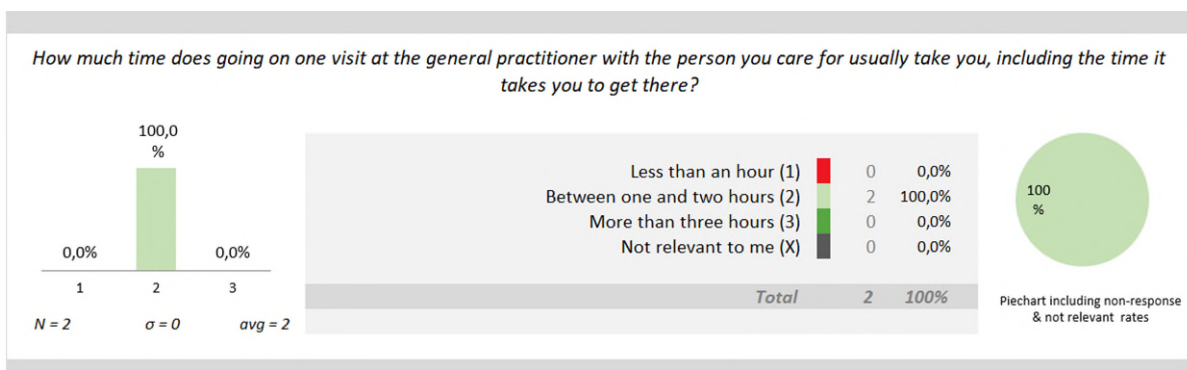 How much time does going on one visit at the general practitioner with the person you care for usually take you, including the time it
takes you to get there?
100,0
%
0,0%
0,0%
1 2 3
N = 2 σ = 0 avg = 2
Less than an hour (1) 0 0,0%
Between one and two hours (2) 2 100,0%
More than three hours (3) 0 0,0%
Not relevant to me (X) 0 0,0%
Total 2 100%
100
%
Piechart including non-response
& not relevant rates